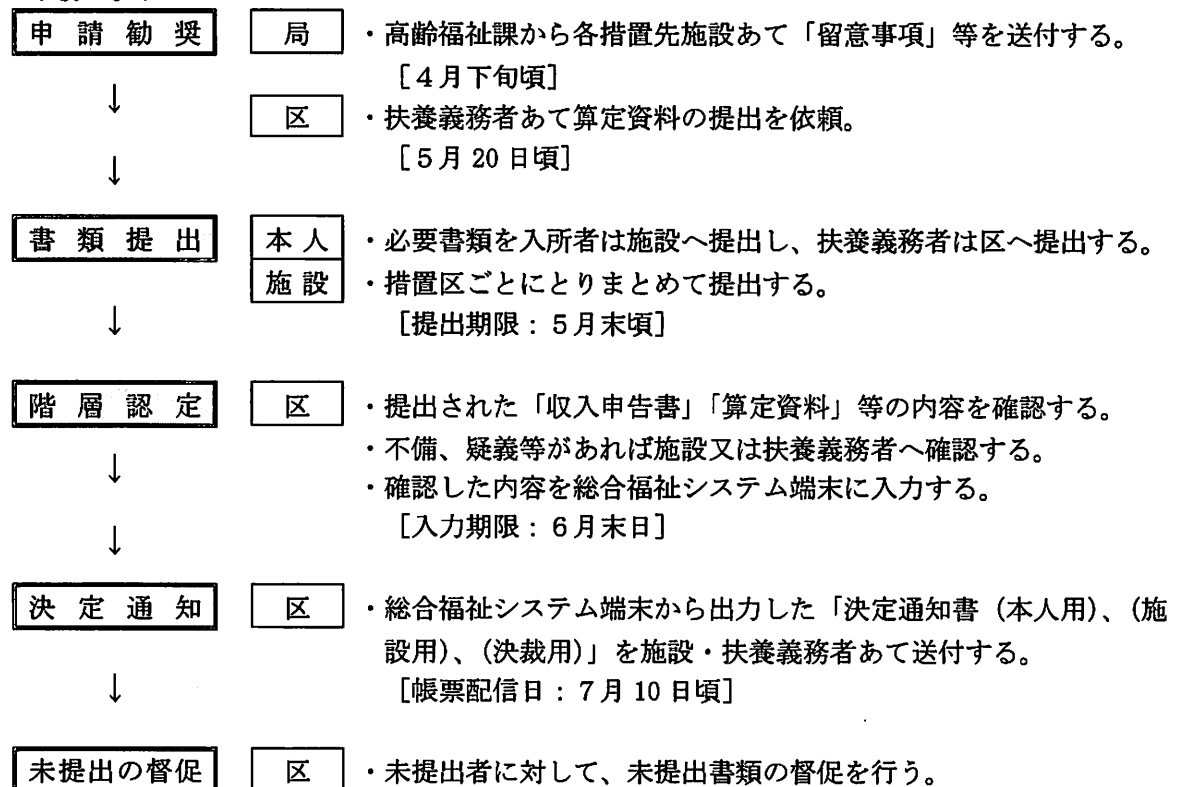 申請勧奨 局 ・高齢福祉課から各措置先施設あて「留意事項」等を送付する。
［4月下旬頃］
↓
区 ・扶養義務者あて算定資料の提出を依頼。
［5月20日頃］
↓
書類提出 本人 ・必要書類を入所者は施設へ提出し、扶養義務者は区へ提出する。
施設 ・措置区ごとにとりまとめて提出する。
↓
［提出期限：5月末頃］
階層認定 区 ・提出された「収入申告書」「算定資料」等の内容を確認する。
・不備、疑義等があれば施設又は扶養義務者へ確認する。
↓
・確認した内容を総合福祉システム端末に入力する。
［入力期限：6月末日］
↓
決定通知 区 ・総合福祉システム端末から出力した「決定通知書（本人用）、（施
設用）、（決裁用）」を施設・扶養義務者あて送付する。
↓
［帳票配信日：7月10日頃］
未提出の督促 区 ・未提出者に対して、未提出書類の督促を行う。